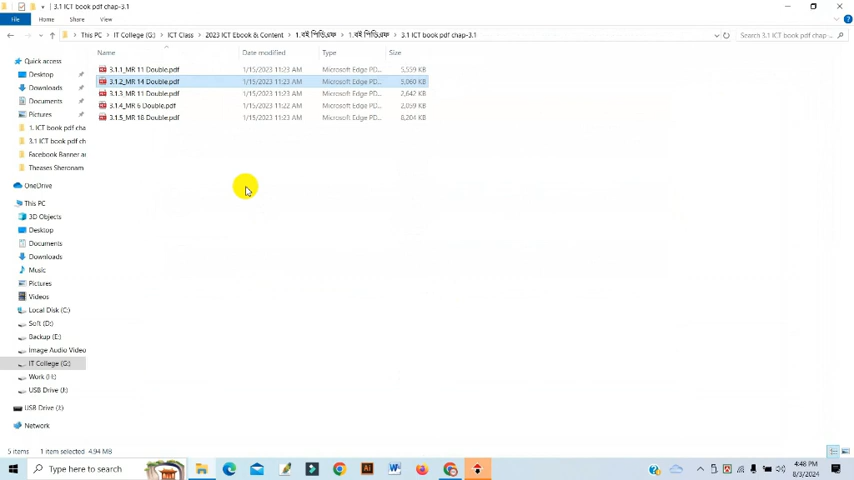 3.1 ICT book pdf chap-3.1
File
Home
Share
View
This PC > IT College (G:) > ICT Class > 2023 ICT Ebook & Content > 1.বই পিডিএফ > 1.বই পিডিএফ > 3.1 ICT book pdf chap-3.1
Search 3.1 ICT book pdf chap-...
Name
Date modified
Type
Size
3.1.1_MR 11 Double.pdf 1/15/2023 11:23 AM Microsoft Edge PD... 5,559 KB
3.1.2_MR 14 Double.pdf 1/15/2023 11:23 AM Microsoft Edge PD... 5,060 KB
3.1.3_MR 11 Double.pdf 1/15/2023 11:23 AM Microsoft Edge PD... 2,642 KB
3.1.4_MR 6 Double.pdf 1/15/2023 11:22 AM Microsoft Edge PD... 2,059 KB
3.1.5_MR 18 Double.pdf 1/15/2023 11:23 AM Microsoft Edge PD... 8,204 KB
Quick access
Desktop
Downloads
Documents
Pictures
1. ICT book pdf cha
3.1 ICT book pdf ch
Facebook Banner a
Theases Sheronam
OneDrive
This PC
3D Objects
Desktop
Documents
Downloads
Music
Pictures
Videos
Local Disk (C:)
Soft (D:)
Backup (E:)
Image Audio Video
IT College (G:)
Work (H:)
USB Drive (I:)
USB Drive (I:)
Network
5 items 1 item selected 4.94 MB
Type here to search
4:48 PM
8/3/2024